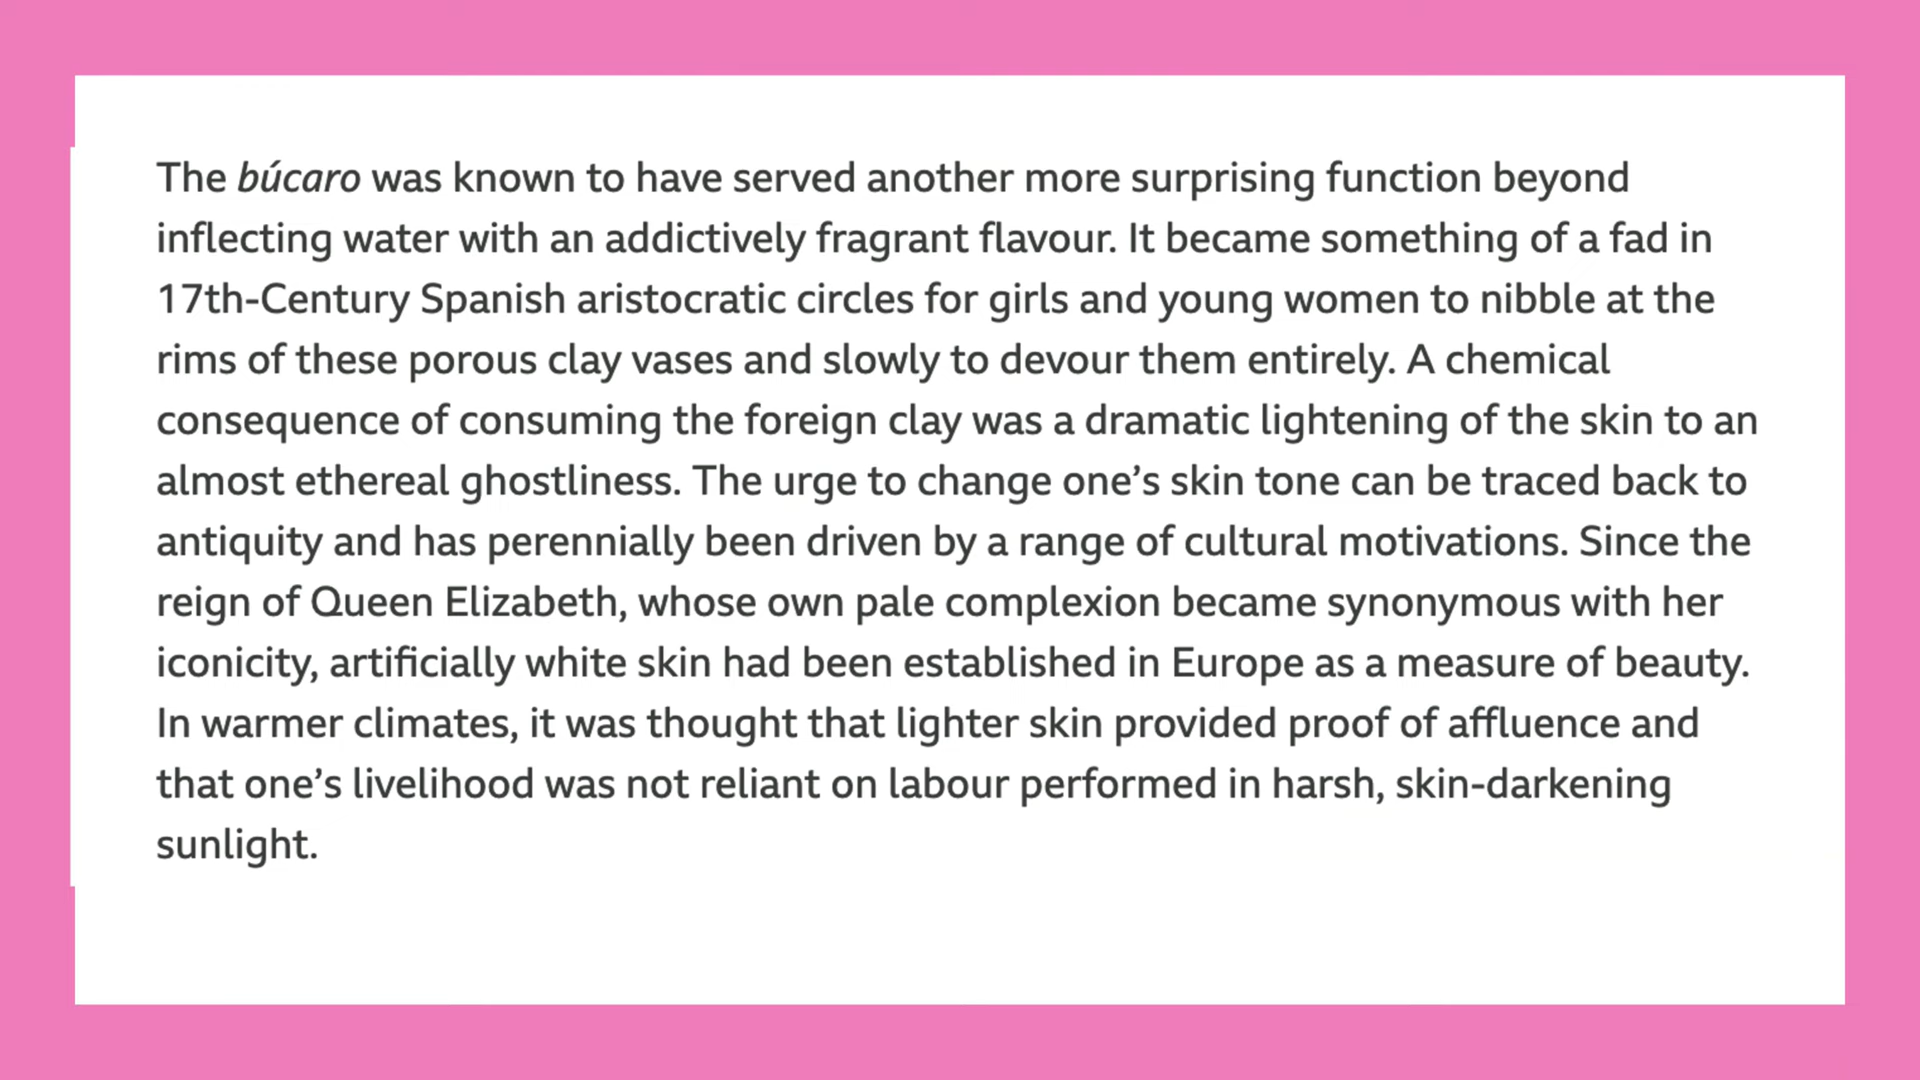 The búcaro was known to have served another more surprising function beyond
inflecting water with an addictively fragrant flavour. It became something of a fad in
17th-Century Spanish aristocratic circles for girls and young women to nibble at the
rims of these porous clay vases and slowly to devour them entirely. A chemical
consequence of consuming the foreign clay was a dramatic lightening of the skin to an
almost ethereal ghostliness. The urge to change one’s skin tone can be traced back to
antiquity and has perennially been driven by a range of cultural motivations. Since the
reign of Queen Elizabeth, whose own pale complexion became synonymous with her
iconicity, artificially white skin had been established in Europe as a measure of beauty.
In warmer climates, it was thought that lighter skin provided proof of affluence and
that one’s livelihood was not reliant on labour performed in harsh, skin-darkening
sunlight.